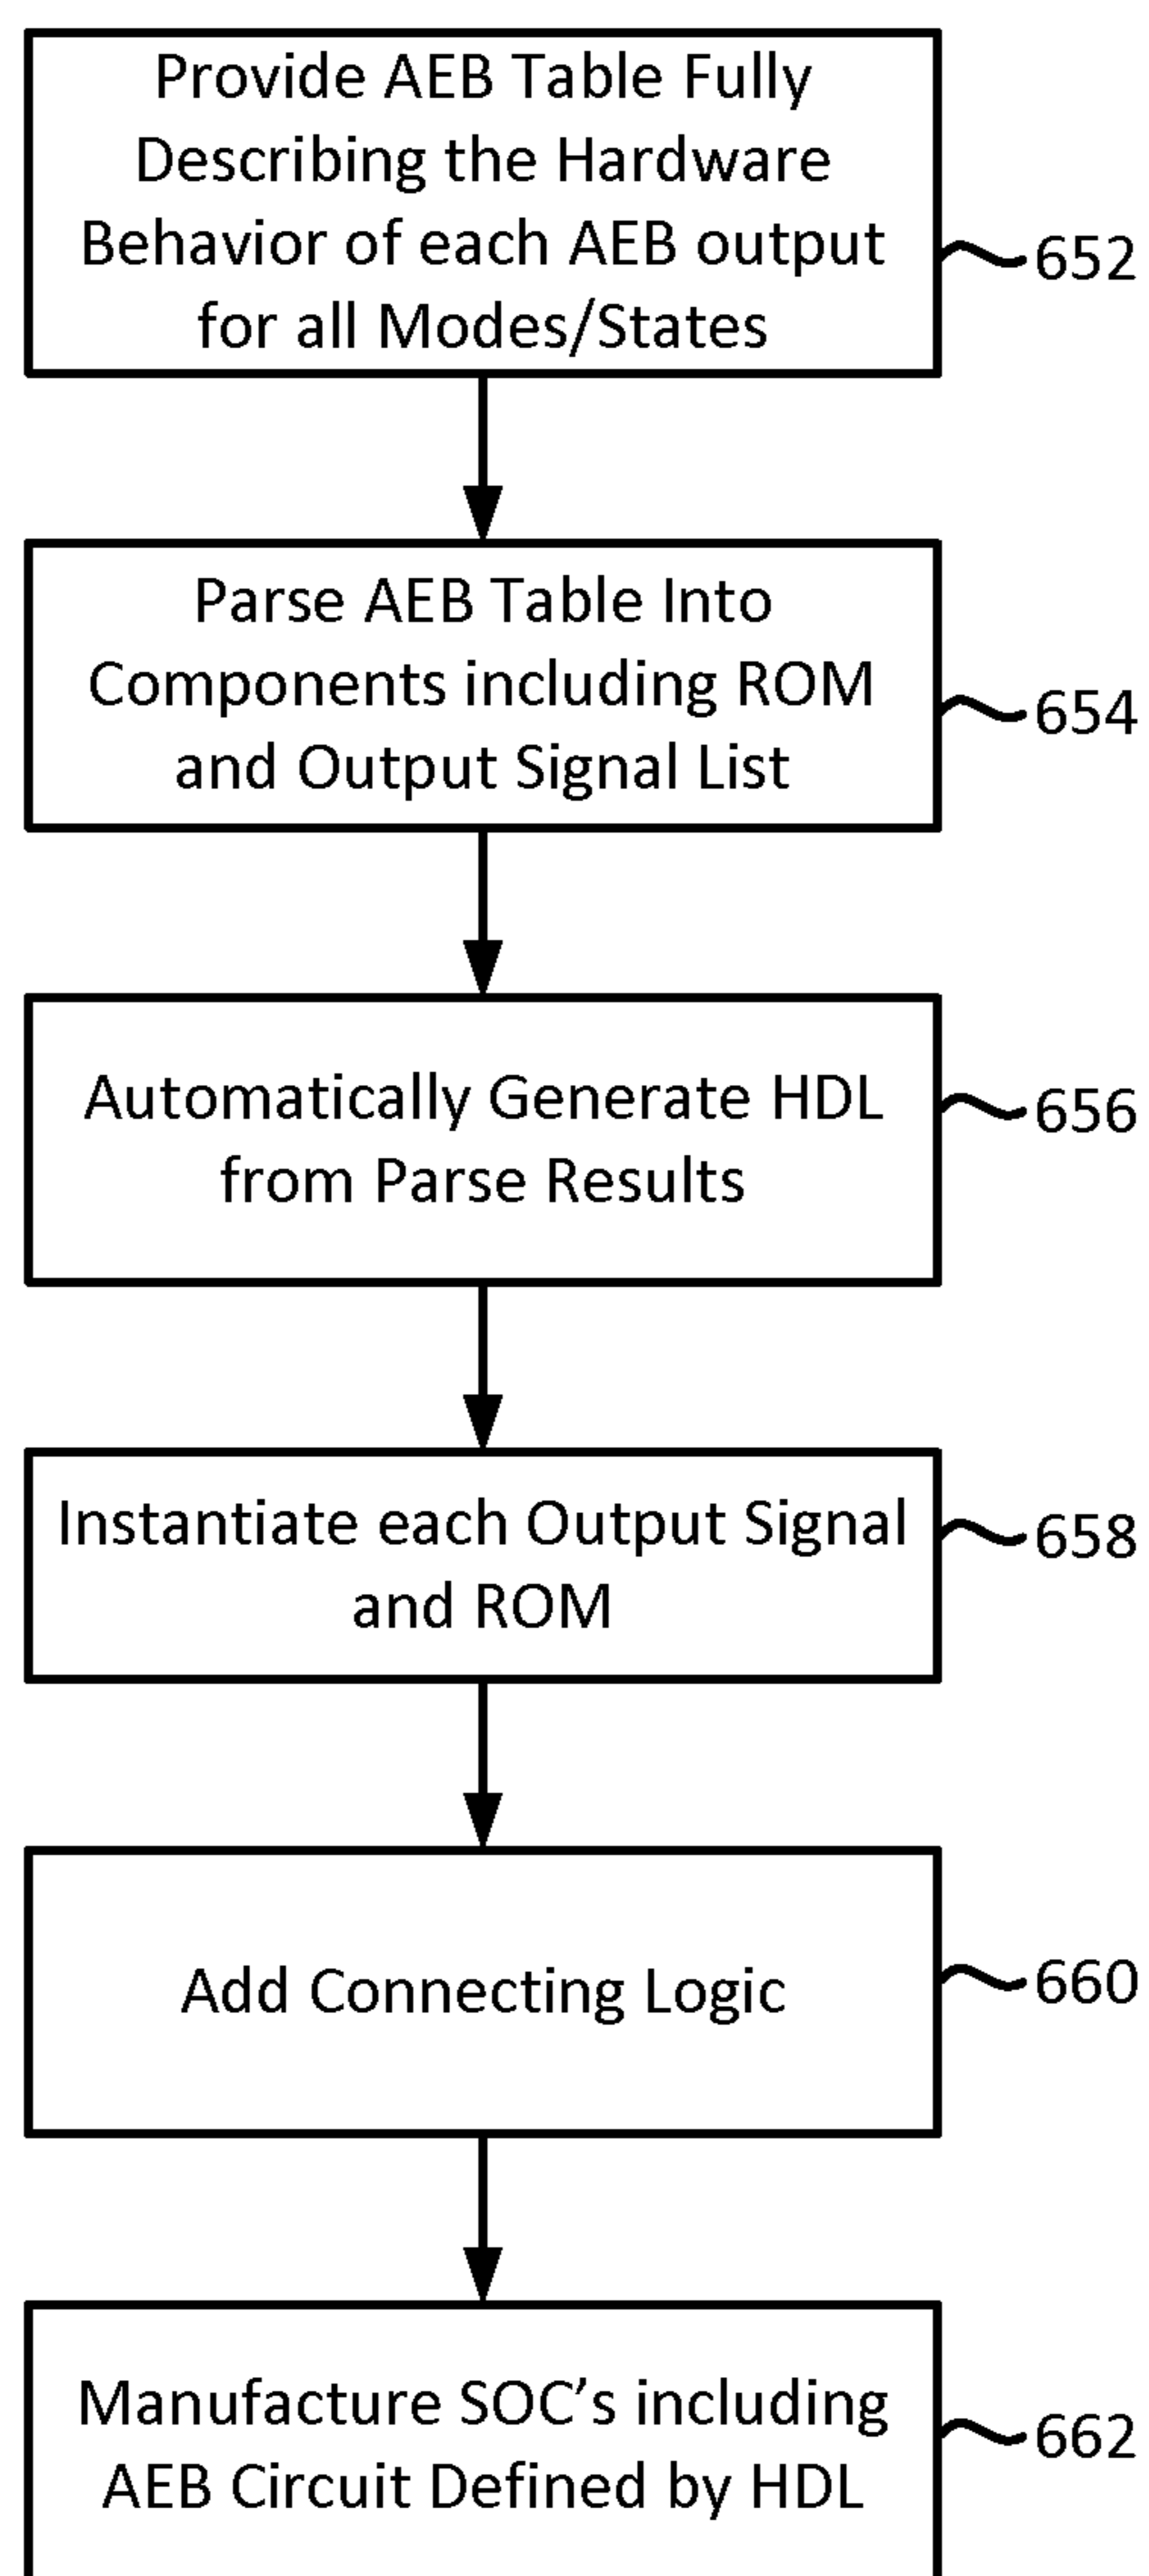 Provide AEB Table Fully
Describing the Hardware
Behavior of each AEB output
for all Modes/States
652
Parse AEB Table Into
Components including ROM
and Output Signal List
654
Automatically Generate HDL
from Parse Results
656
Instantiate each Output Signal
and ROM
658
Add Connecting Logic
660
Manufacture SOC’s including
AEB Circuit Defined by HDL
662